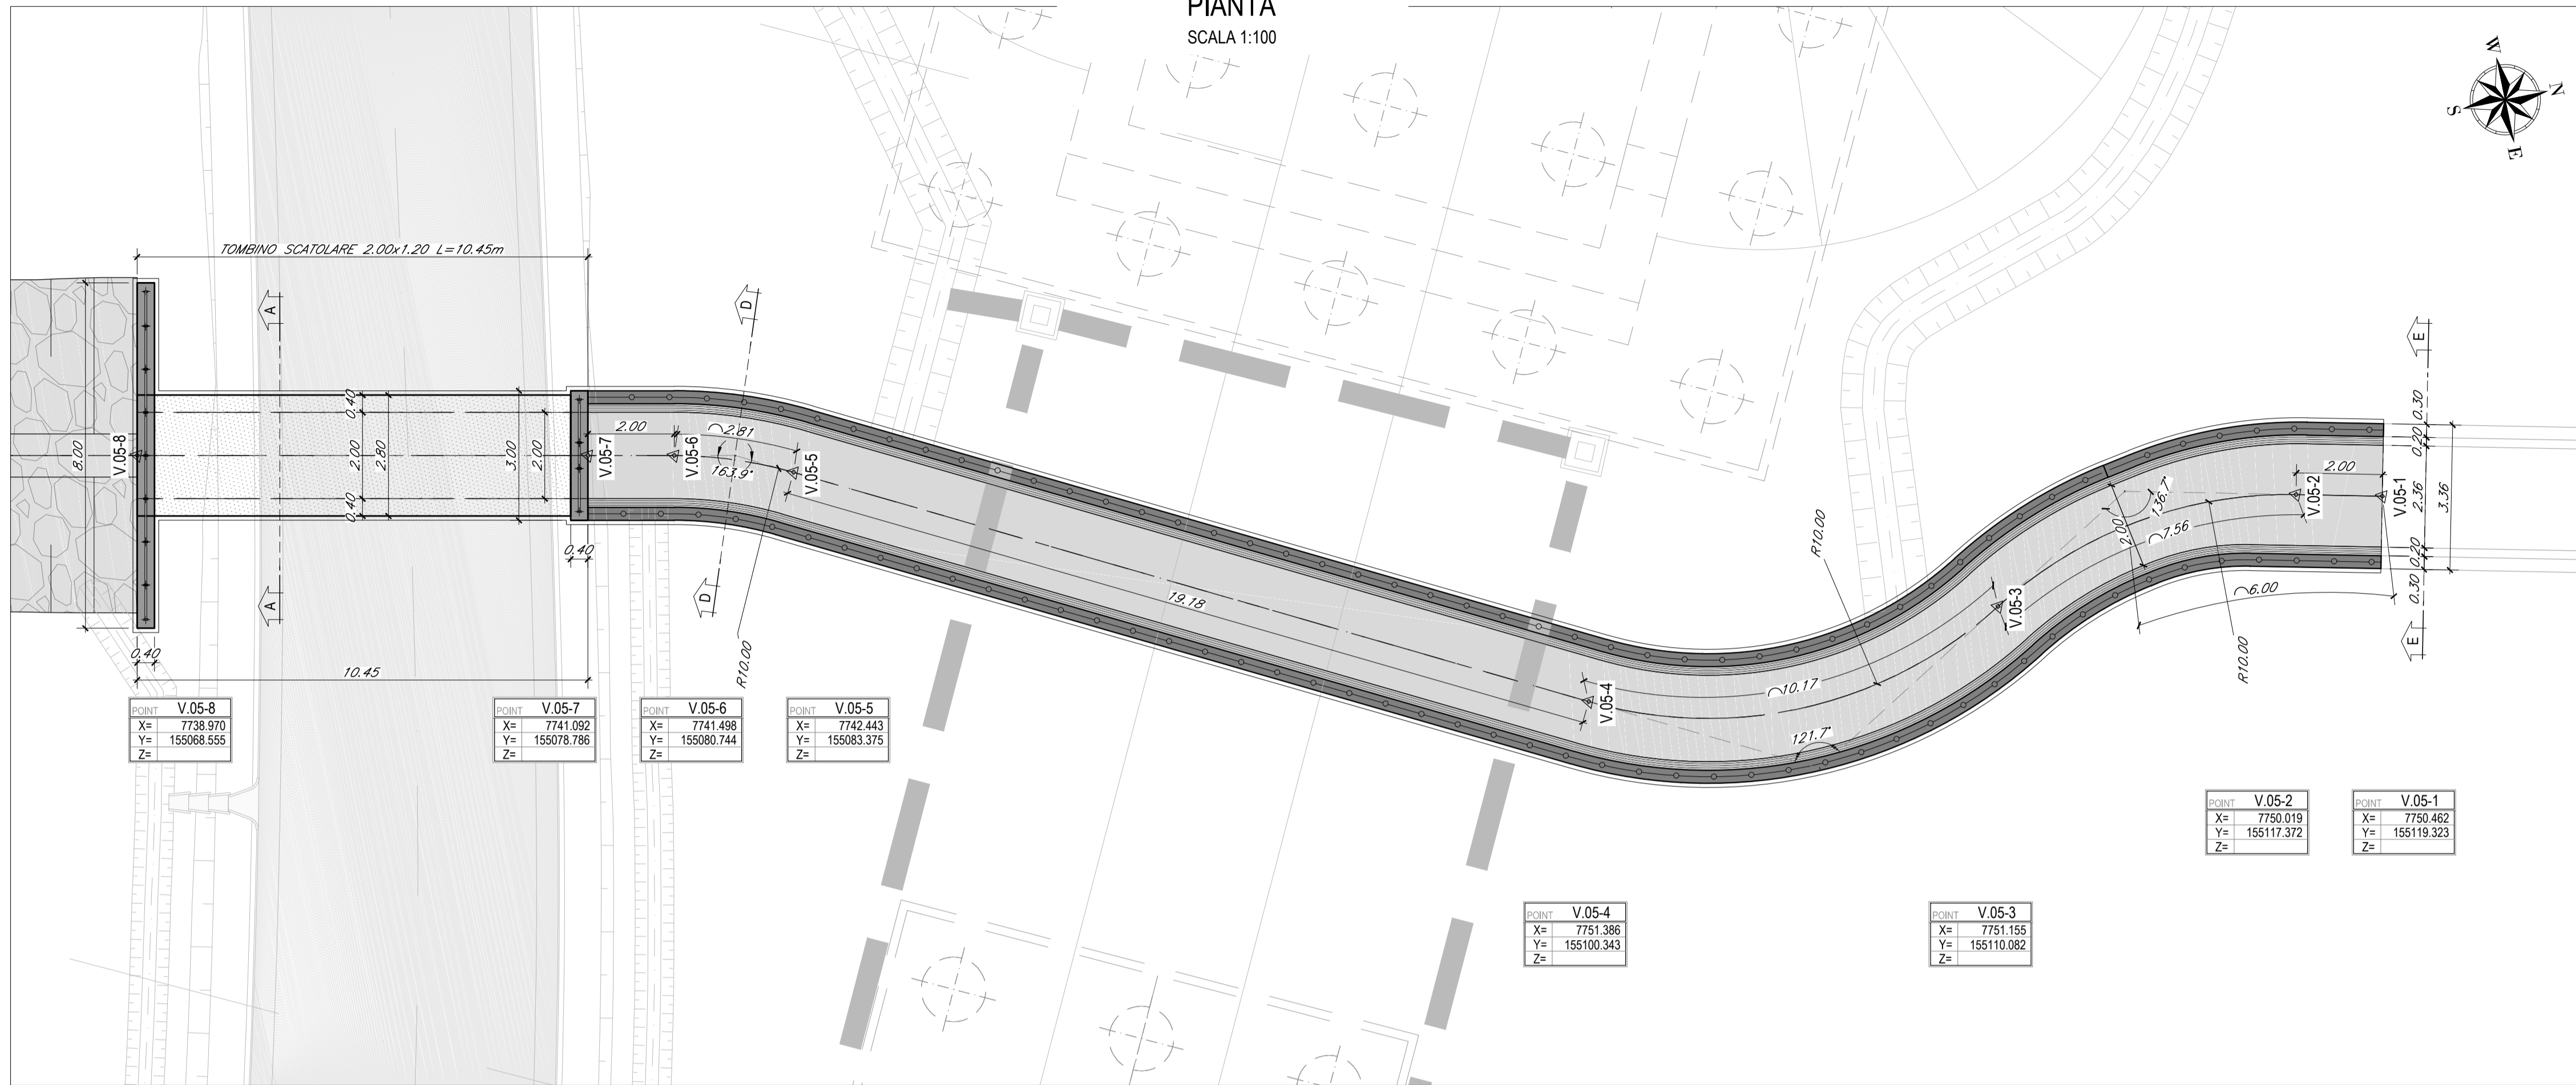 PIANTA
SCALA 1:100
W
N
S
E
TOMBINO SCATOLARE 2.00x1.20 L=10.45m
A
A
D
D
E
E
8.00
V.05-8
0.40
2.00
0.40
2.80
3.00
2.00
V.05-7
2.00
V.05-6
2.81
163.9°
V.05-5
0.40
0.40
10.45
R10.00
19.18
V.05-4
10.17
121.7°
R10.00
V.05-3
2.00
136.7°
7.56
R10.00
6.00
2.00
V.05-2
V.05-1
0.30
0.20
2.36
0.20
0.30
3.36
POINT V.05-8
X= 7738.970
Y= 155068.555
Z=
POINT V.05-7
X= 7741.092
Y= 155078.786
Z=
POINT V.05-6
X= 7741.498
Y= 155080.744
Z=
POINT V.05-5
X= 7742.443
Y= 155083.375
Z=
POINT V.05-4
X= 7751.386
Y= 155100.343
Z=
POINT V.05-3
X= 7751.155
Y= 155110.082
Z=
POINT V.05-2
X= 7750.019
Y= 155117.372
Z=
POINT V.05-1
X= 7750.462
Y= 155119.323
Z=